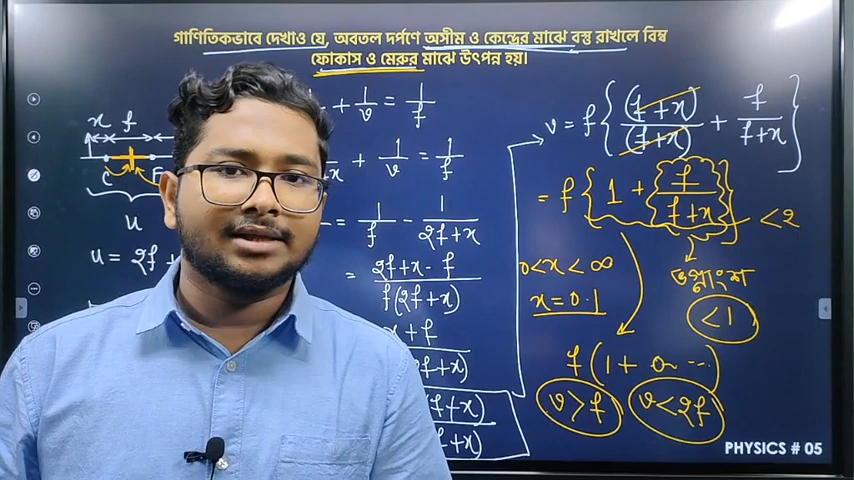 গাণিতিকভাবে দেখাও যে, অবতল দর্পণে অসীম ও কেন্দ্রের মাঝে বস্তু রাখলে বিম্ব
ফোকাস ও মেরুর মাঝে উৎপন্ন হয়।
x f
C F
u
u = 2f +
+ 1/v = 1/f
+ 1/v = 1/f
= 1/f - 1/(2f+x)
= (2f+x-f)/(f(2f+x))
x+f
v = f{(f+x)/(f+x) + f/(f+x)}
= f{1 + f/(f+x)} <2
0<x<∞
x=0.1
ভগ্নাংশ
<1
f(1+0~...)
v>f v<2f
PHYSICS # 05